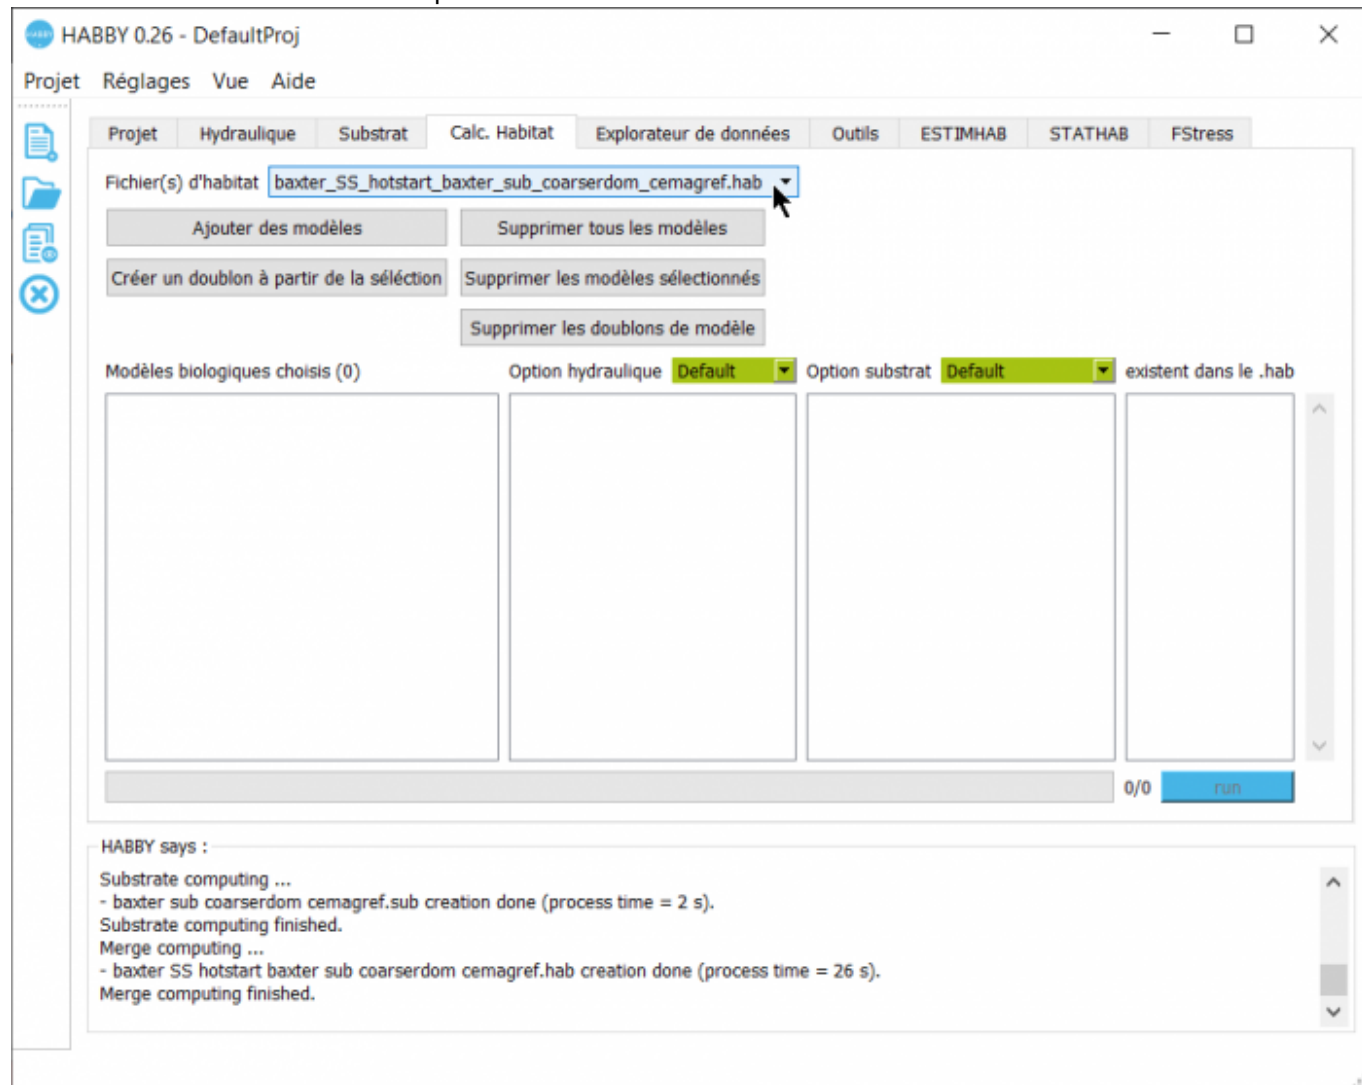 HABBY 0.26 - DefaultProj
Projet Réglages Vue Aide
Projet Hydraulique Substrat Calc. Habitat Explorateur de données Outils ESTIMHAB STATHAB FStress
Fichier(s) d'habitat baxter_SS_hotstart_baxter_sub_coarserdom_cemagref.hab
Ajouter des modèles Supprimer tous les modèles
Créer un doublon à partir de la séléction Supprimer les modèles sélectionnés
Supprimer les doublons de modèle
Modèles biologiques choisis (0) Option hydraulique Default Option substrat Default existent dans le .hab
0/0 run
HABBY says :
Substrate computing ...
- baxter sub coarserdom cemagref.sub creation done (process time = 2 s).
Substrate computing finished.
Merge computing ...
- baxter SS hotstart baxter sub coarserdom cemagref.hab creation done (process time = 26 s).
Merge computing finished.